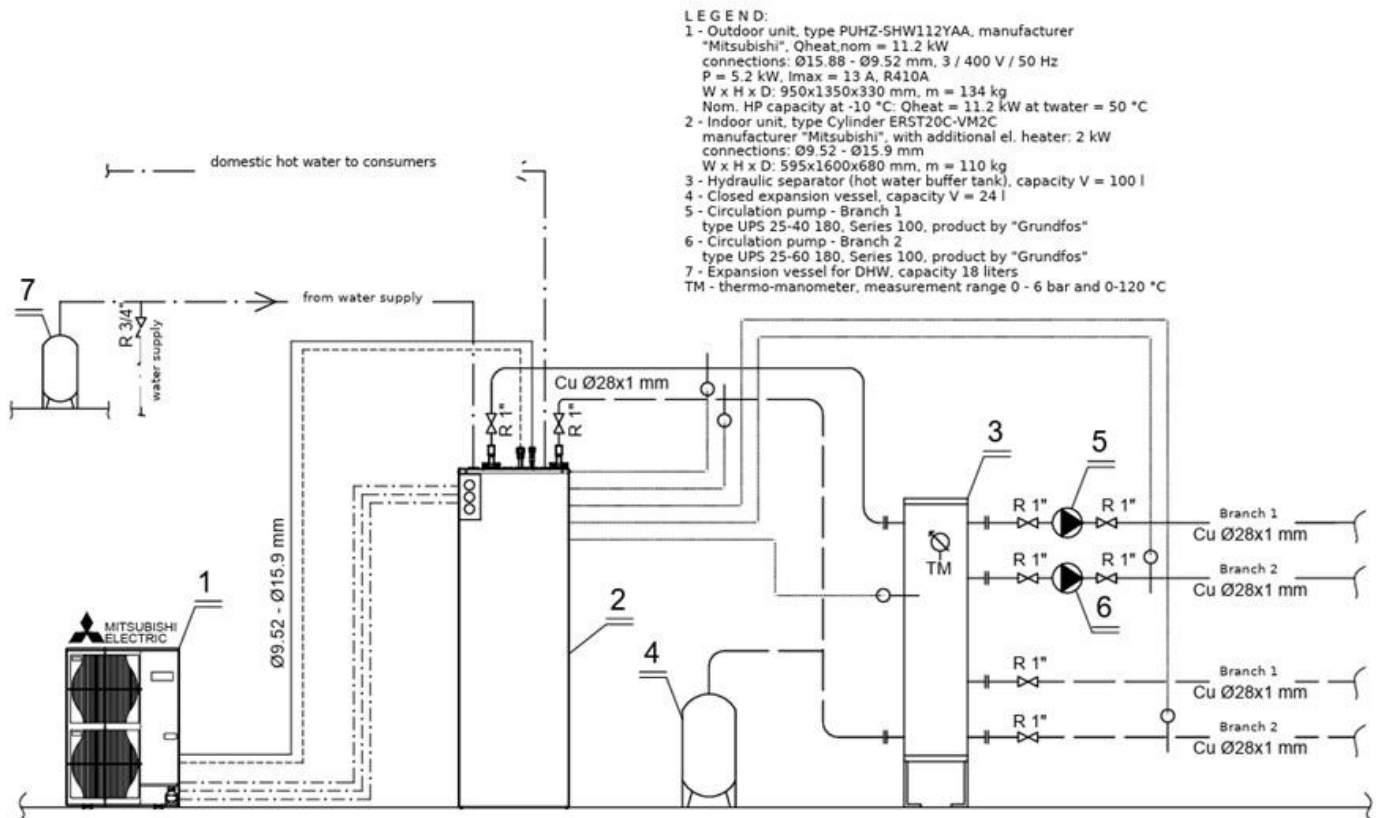 L E G E N D:
1 - Outdoor unit, type PUHZ-SHW112YAA, manufacturer
"Mitsubishi", Qheat,nom = 11.2 kW
connections: Ø15.88 - Ø9.52 mm, 3 / 400 V / 50 Hz
P = 5.2 kW, Imax = 13 A, R410A
W x H x D: 950x1350x330 mm, m = 134 kg
Nom. HP capacity at -10 °C: Qheat = 11.2 kW at twater = 50 °C
2 - Indoor unit, type Cylinder ERST20C-VM2C
manufacturer "Mitsubishi", with additional el. heater: 2 kW
connections: Ø9.52 - Ø15.9 mm
W x H x D: 595x1600x680 mm, m = 110 kg
3 - Hydraulic separator (hot water buffer tank), capacity V = 100 l
4 - Closed expansion vessel, capacity V = 24 l
5 - Circulation pump - Branch 1
type UPS 25-40 180, Series 100, product by "Grundfos"
6 - Circulation pump - Branch 2
type UPS 25-60 180, Series 100, product by "Grundfos"
7 - Expansion vessel for DHW, capacity 18 liters
TM - thermo-manometer, measurement range 0 - 6 bar and 0-120 °C
domestic hot water to consumers
7
from water supply
R 3/4"
water supply
Cu Ø28x1 mm
R 1"
R 1"
3
5
R 1"
R 1"
Branch 1
Cu Ø28x1 mm
TM
R 1"
R 1"
Branch 2
Cu Ø28x1 mm
6
1
MITSUBISHI
ELECTRIC
Ø9.52 - Ø15.9 mm
2
4
R 1"
Branch 1
Cu Ø28x1 mm
R 1"
Branch 2
Cu Ø28x1 mm